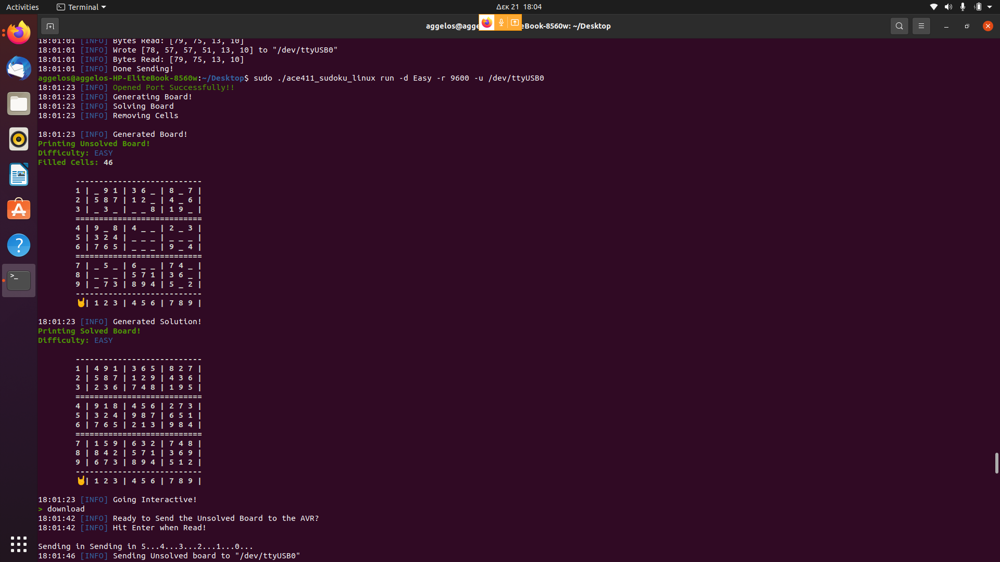 Activities
Terminal
Δεκ 21 18:04
aggelos@agge
eBook-8560w: ~/Desktop
18:01:01 [INFO] Bytes Read: [79, 75, 13, 10]
18:01:01 [INFO] Wrote [78, 57, 57, 51, 13, 10] to "/dev/ttyUSB0"
18:01:01 [INFO] Bytes Read: [79, 75, 13, 10]
18:01:01 [INFO] Done Sending!
aggelos@aggelos-HP-EliteBook-8560w:~/Desktop$ sudo ./ace411_sudoku_linux run -d Easy -r 9600 -u /dev/ttyUSB0
18:01:23 [INFO] Opened Port Successfully!!
18:01:23 [INFO] Generating Board!
18:01:23 [INFO] Solving Board
18:01:23 [INFO] Removing Cells
18:01:23 [INFO] Generated Board!
Printing Unsolved Board!
Difficulty: EASY
Filled Cells: 46
---------------------------
1 | _ 9 1 | 3 6 _ | 8 _ 7 |
2 | 5 8 7 | 1 2 _ | 4 _ 6 |
3 | _ 3 _ | _ _ 8 | 1 9 _ |
===========================
4 | 9 _ 8 | 4 _ _ | 2 _ 3 |
5 | 3 2 4 | _ _ _ | _ _ _ |
6 | 7 6 5 | _ _ _ | 9 _ 4 |
===========================
7 | _ 5 _ | 6 _ _ | 7 4 _ |
8 | _ _ _ | 5 7 1 | 3 6 _ |
9 | _ 7 3 | 8 9 4 | 5 _ 2 |
---------------------------
🤘| 1 2 3 | 4 5 6 | 7 8 9 |
18:01:23 [INFO] Generated Solution!
Printing Solved Board!
Difficulty: EASY
---------------------------
1 | 4 9 1 | 3 6 5 | 8 2 7 |
2 | 5 8 7 | 1 2 9 | 4 3 6 |
3 | 2 3 6 | 7 4 8 | 1 9 5 |
===========================
4 | 9 1 8 | 4 5 6 | 2 7 3 |
5 | 3 2 4 | 9 8 7 | 6 5 1 |
6 | 7 6 5 | 2 1 3 | 9 8 4 |
===========================
7 | 1 5 9 | 6 3 2 | 7 4 8 |
8 | 8 4 2 | 5 7 1 | 3 6 9 |
9 | 6 7 3 | 8 9 4 | 5 1 2 |
---------------------------
🤘| 1 2 3 | 4 5 6 | 7 8 9 |
18:01:23 [INFO] Going Interactive!
> download
18:01:42 [INFO] Ready to Send the Unsolved Board to the AVR?
18:01:42 [INFO] Hit Enter when Read!
Sending in Sending in 5...4...3...2...1...0...
18:01:46 [INFO] Sending Unsolved board to "/dev/ttyUSB0"